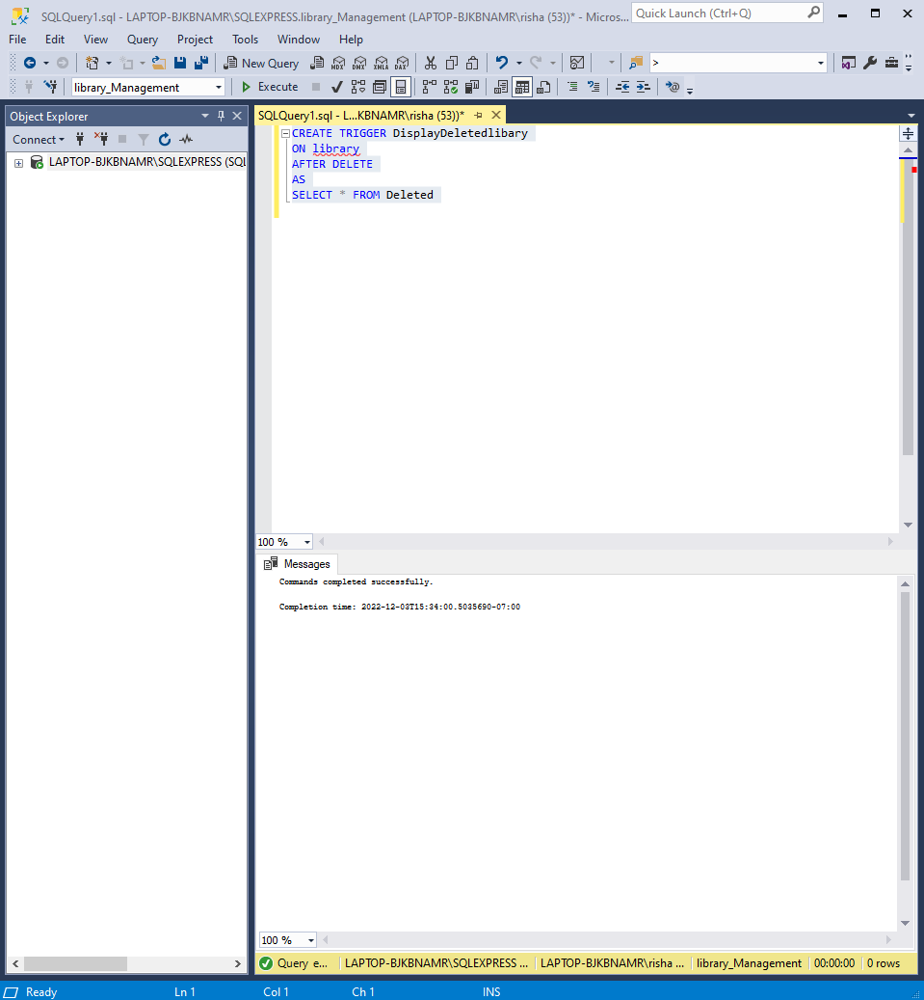 SQLQuery1.sql - LAPTOP-BJKBNAMR\SQLEXPRESS.library_Management (LAPTOP-BJKBNAMR\risha (53))* - Micros...
Quick Launch (Ctrl+Q)
File Edit View Query Project Tools Window Help
New Query MDX DMX XMLA DAX >
library_Management Execute
Object Explorer
SQLQuery1.sql - L...KBNAMR\risha (53))*
Connect
LAPTOP-BJKBNAMR\SQLEXPRESS (SQL
CREATE TRIGGER DisplayDeletedlibary
ON library
AFTER DELETE
AS
SELECT * FROM Deleted
100 %
Messages
Commands completed successfully.
Completion time: 2022-12-03T15:34:00.5035690-07:00
100 %
Query e... LAPTOP-BJKBNAMR\SQLEXPRESS ... LAPTOP-BJKBNAMR\risha ... library_Management 00:00:00 0 rows
Ready Ln 1 Col 1 Ch 1 INS